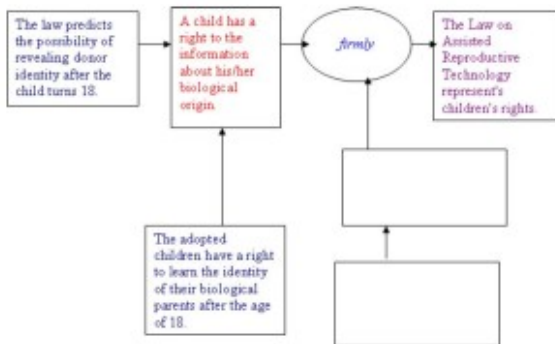 The law predicts
the possibility of
revealing donor
identity after the
child turns 18.
A child has a
right to the
information
about his/her
biological
origin
firmly
The Law on
Assisted
Reproductive
Technology
represent's
children's rights.
The adopted
children have a right
to learn the identity
of their biological
parents after the age
of 18.